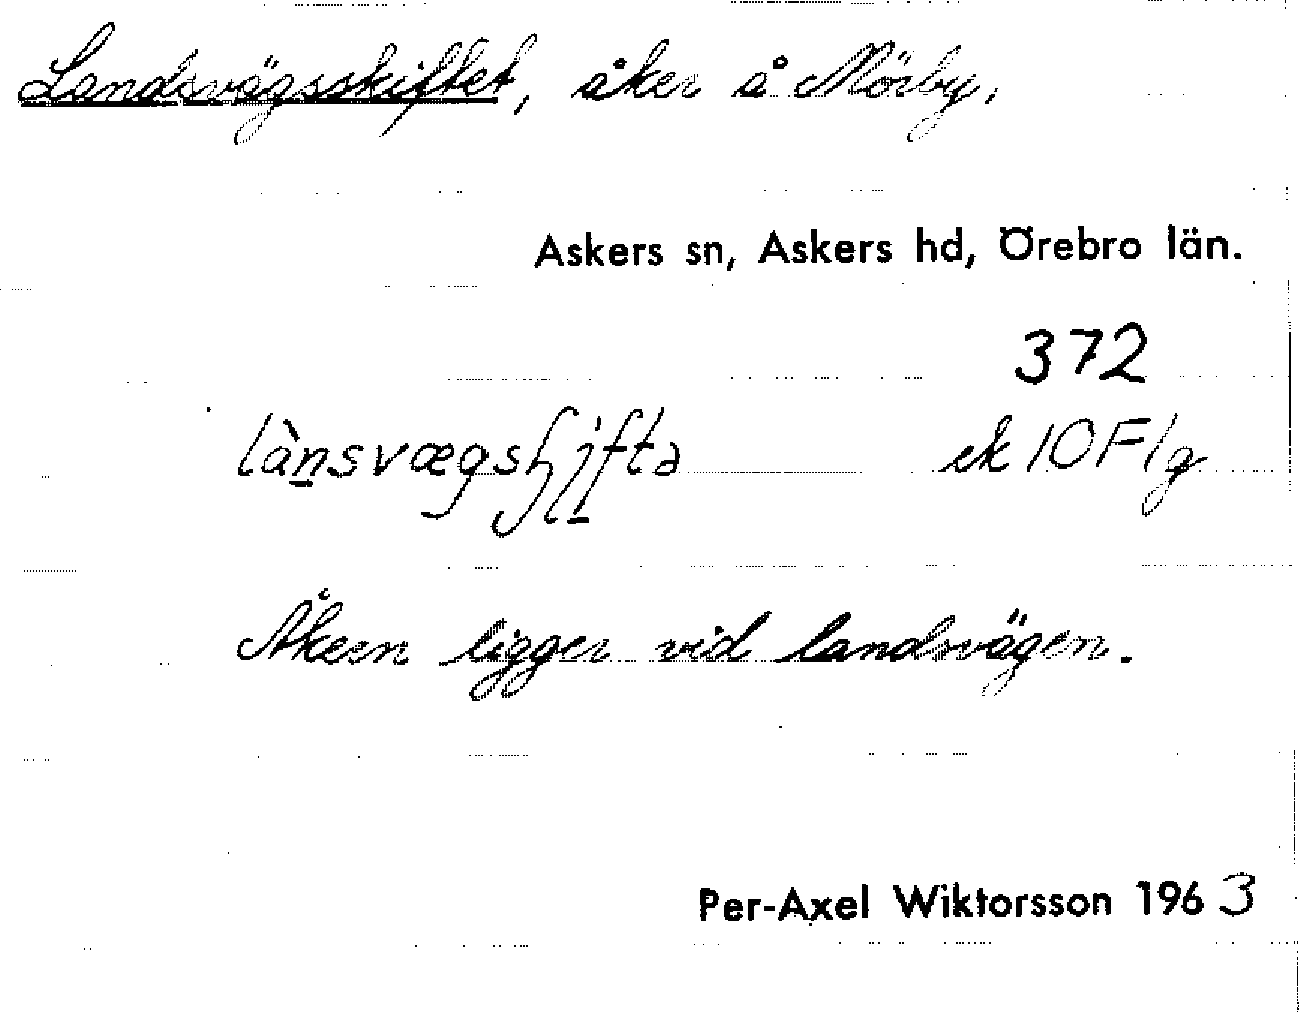 Landsvägsskiftet, åker å Mörby,
Askers sn, Askers hd, Örebro län.
372
ek 10F/g
Åkern ligger vid landsvägen.
Per-Axel Wiktorsson 1963